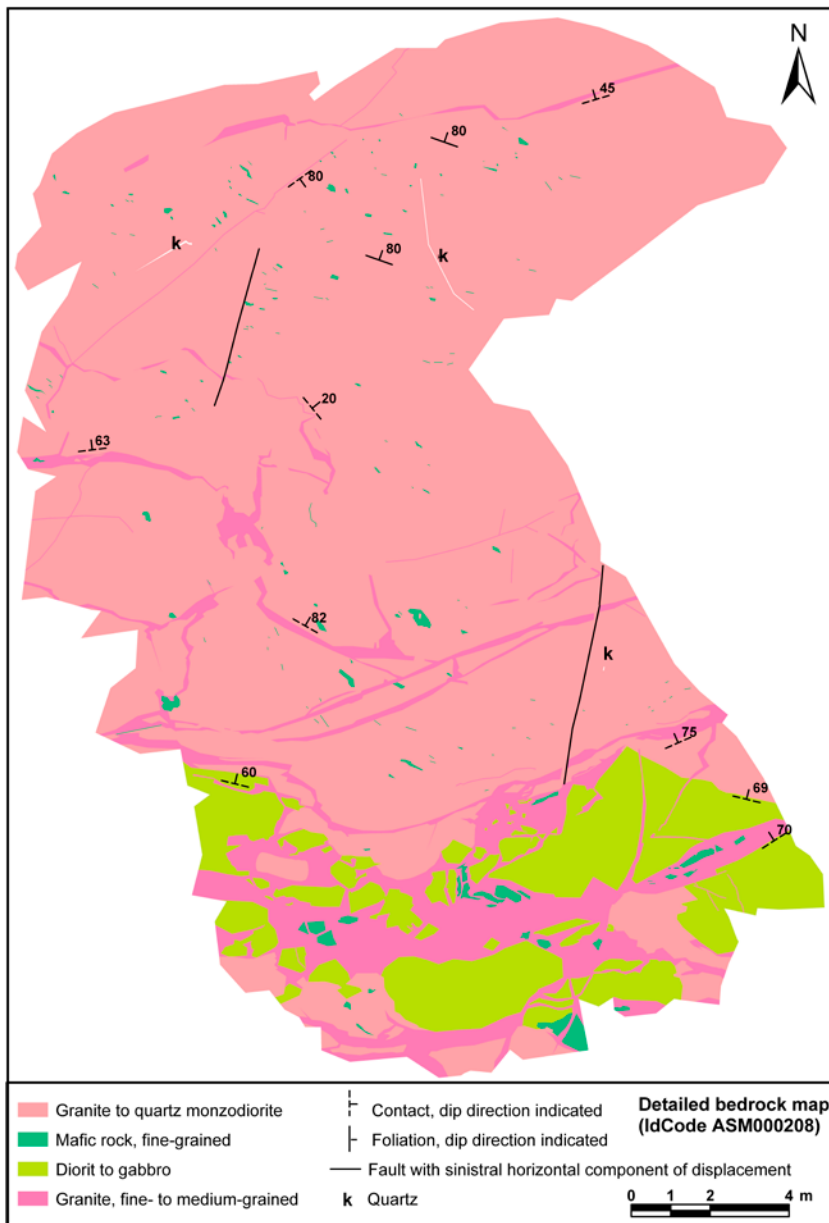 N
45
80
80
k
80
k
20
63
82
k
75
60
69
70
Granite to quartz monzodiorite
Mafic rock, fine-grained
Diorit to gabbro
Granite, fine- to medium-grained
Contact, dip direction indicated
Foliation, dip direction indicated
Fault with sinistral horizontal component of displacement
k Quartz
Detailed bedrock map
(IdCode ASM000208)
0 1 2 4 m